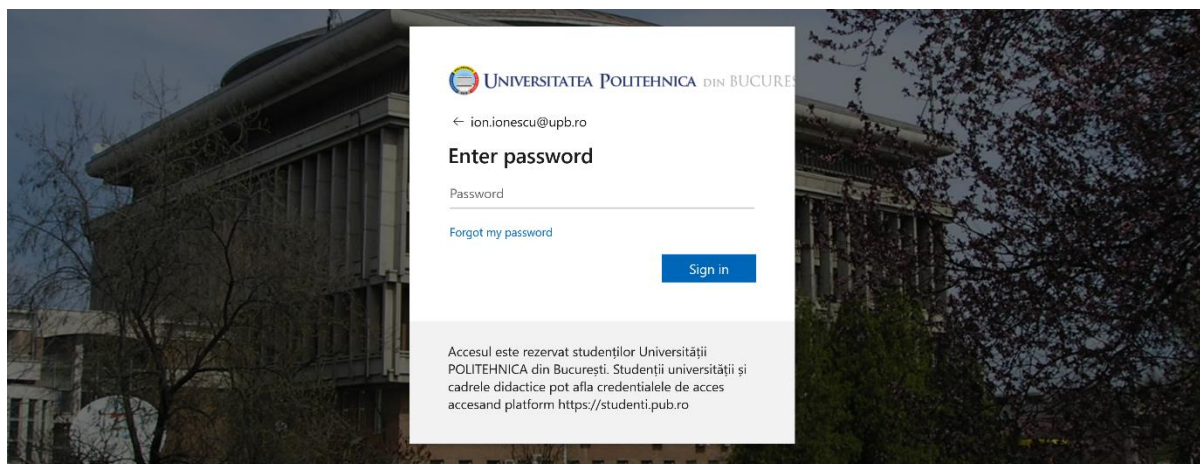 UNIVERSITATEA POLITEHNICA DIN BUCUREȘ
← ion.ionescu@upb.ro
Enter password
Password
Forgot my password
Sign in
Accesul este rezervat studenților Universității
POLITEHNICA din București. Studenții universității și
cadrele didactice pot afla credentialele de acces
accesand platform https://studenti.pub.ro